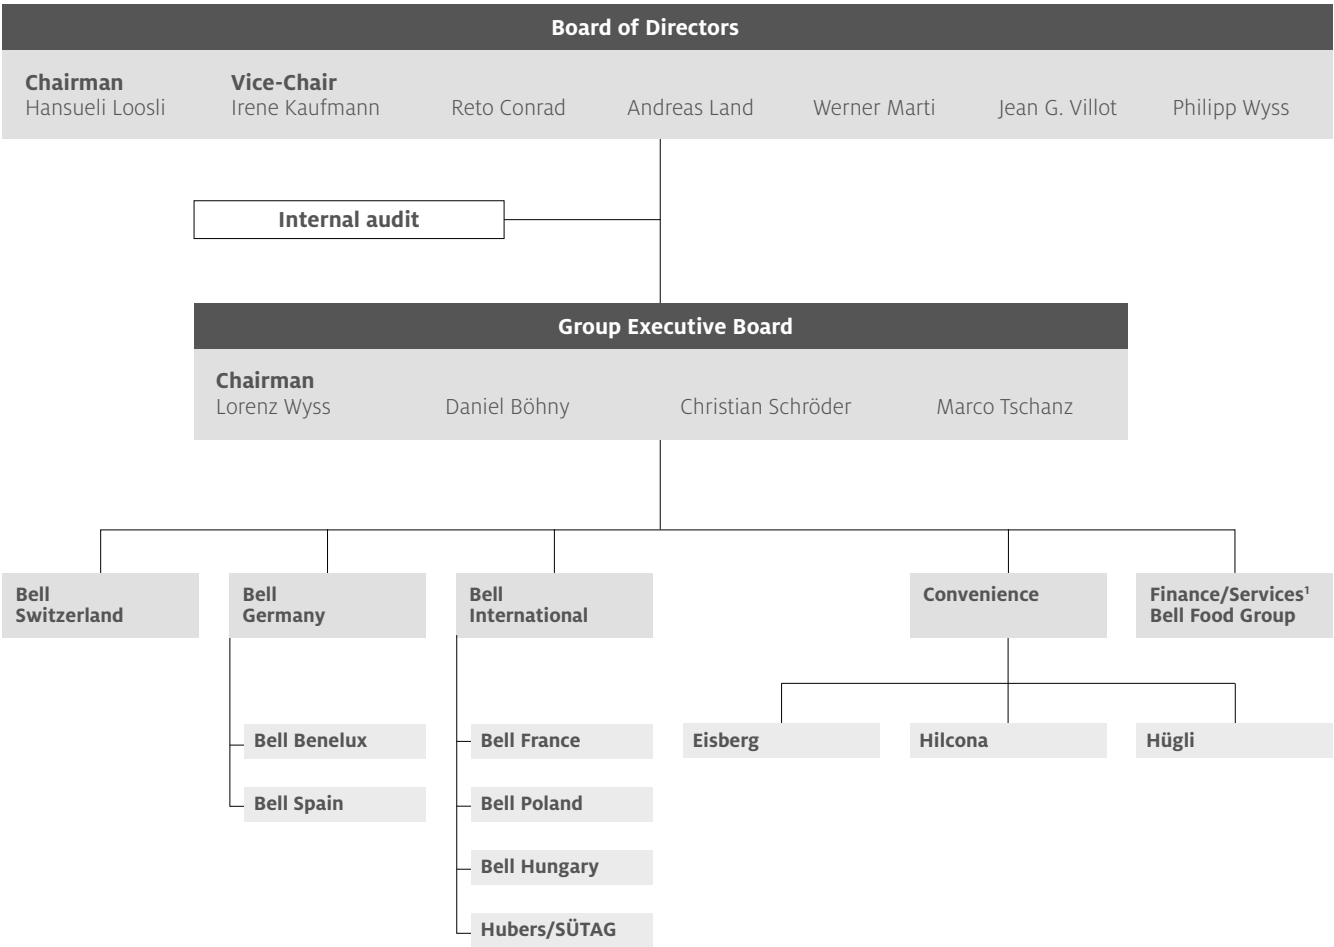 Board of Directors
Chairman
Hansueli Loosli
Vice-Chair
Irene Kaufmann
Reto Conrad
Andreas Land
Werner Marti
Jean G. Villot
Philipp Wyss
Internal audit
Group Executive Board
Chairman
Lorenz Wyss
Daniel Böhny
Christian Schröder
Marco Tschanz
Bell
Switzerland
Bell
Germany
Bell
International
Convenience
Finance/Services¹
Bell Food Group
Bell Benelux
Bell Spain
Bell France
Bell Poland
Bell Hungary
Hubers/SÜTAG
Eisberg
Hilcona
Hügli